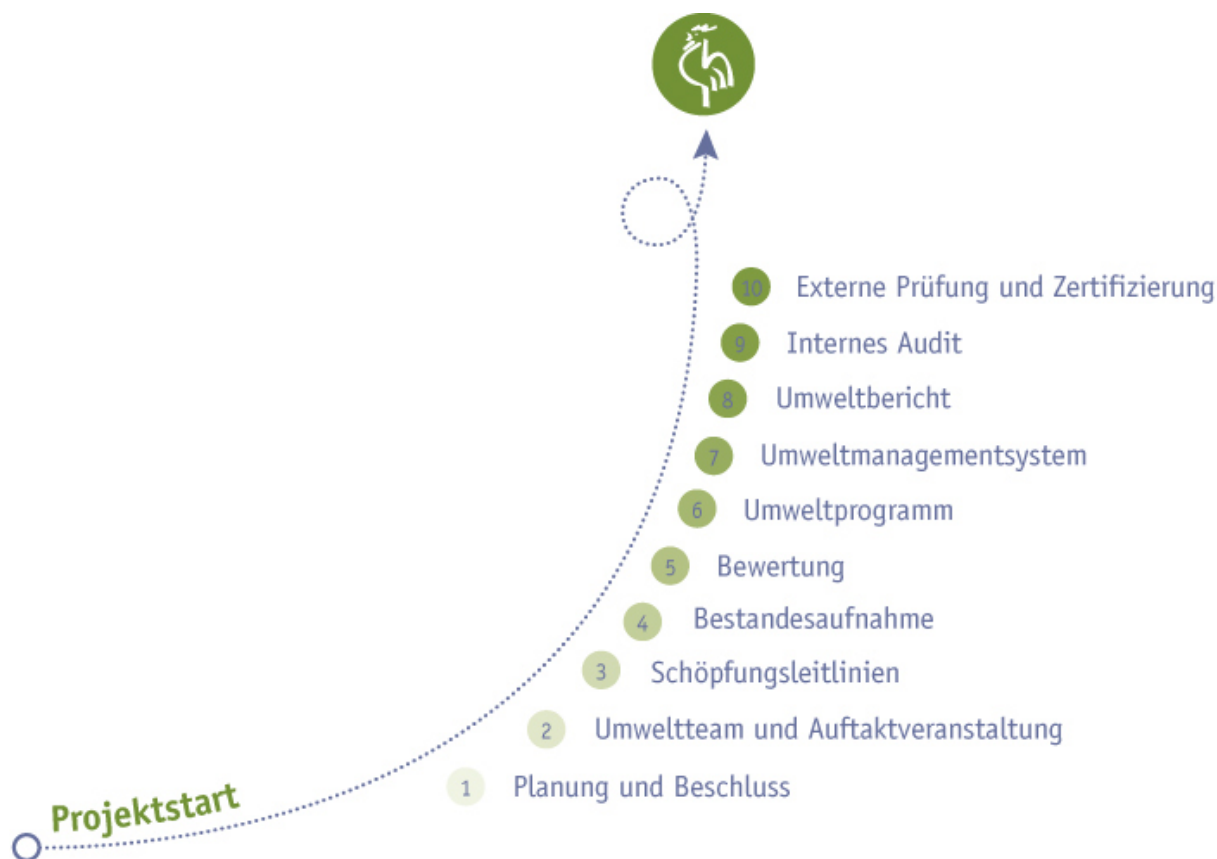 10 Externe Prüfung und Zertifizierung
9 Internes Audit
8 Umweltbericht
7 Umweltmanagementsystem
6 Umweltprogramm
5 Bewertung
4 Bestandesaufnahme
3 Schöpfungsleitlinien
2 Umweltteam und Auftaktveranstaltung
1 Planung und Beschluss
Projektstart